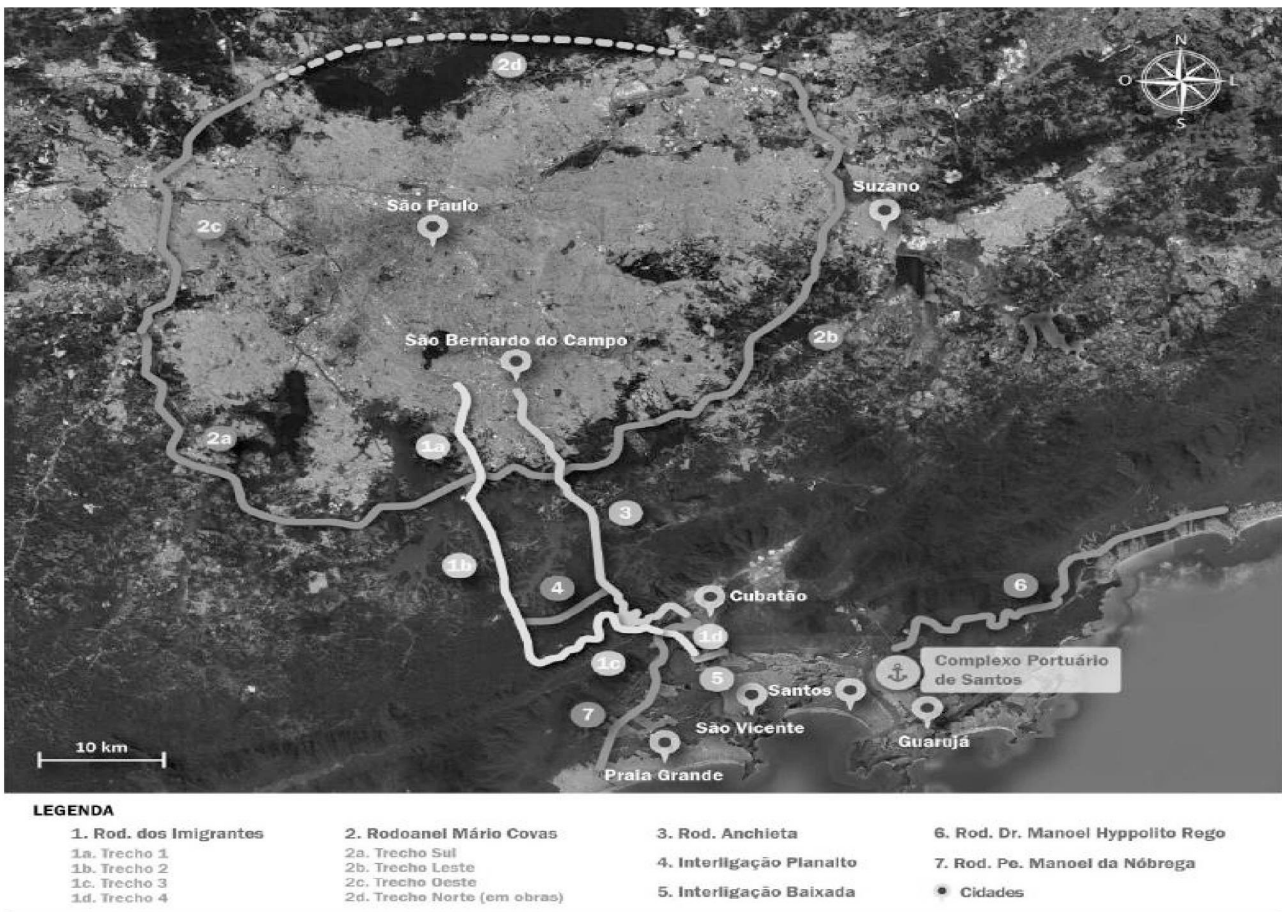 2d
N
O
L
S
Suzano
São Paulo
2c
São Bernardo do Campo
2b
2a
1a
3
1b
4
6
Cubatão
1d
1c
Complexo Portuário
de Santos
5
Santos
7
São Vicente
Guarujá
10 km
Praia Grande
LEGENDA
1. Rod. dos Imigrantes
1a. Trecho 1
1b. Trecho 2
1c. Trecho 3
1d. Trecho 4
2. Rodoanel Mário Covas
2a. Trecho Sul
2b. Trecho Leste
2c. Trecho Oeste
2d. Trecho Norte (em obras)
3. Rod. Anchieta
4. Interligação Planalto
5. Interligação Baixada
6. Rod. Dr. Manoel Hyppolito Rego
7. Rod. Pe. Manoel da Nóbrega
Cidades